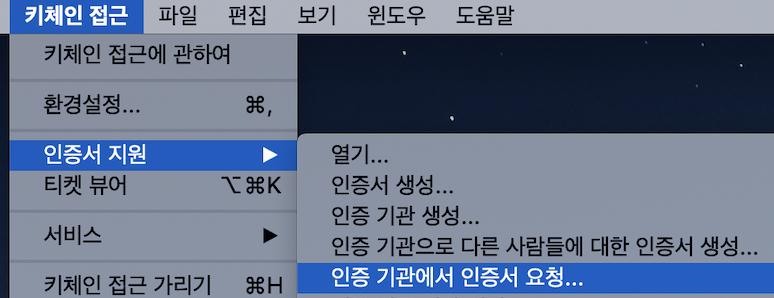 키체인 접근 파일 편집 보기 윈도우 도움말
키체인 접근에 관하여
환경설정... ⌘,
인증서 지원 ▶
티켓 뷰어 ⌥⌘K
서비스 ▶
키체인 접근 가리기 ⌘H
열기...
인증서 생성...
인증 기관 생성...
인증 기관으로 다른 사람들에 대한 인증서 생성...
인증 기관에서 인증서 요청...